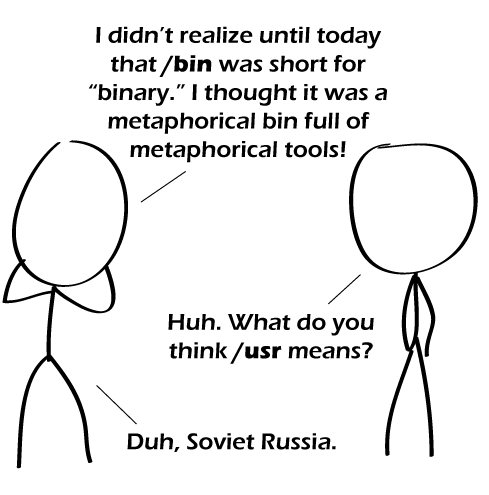 I didn't realize until today
that /bin was short for
“binary.” I thought it was a
metaphorical bin full of
metaphorical tools!
Huh. What do you
think /usr means?
Duh, Soviet Russia.